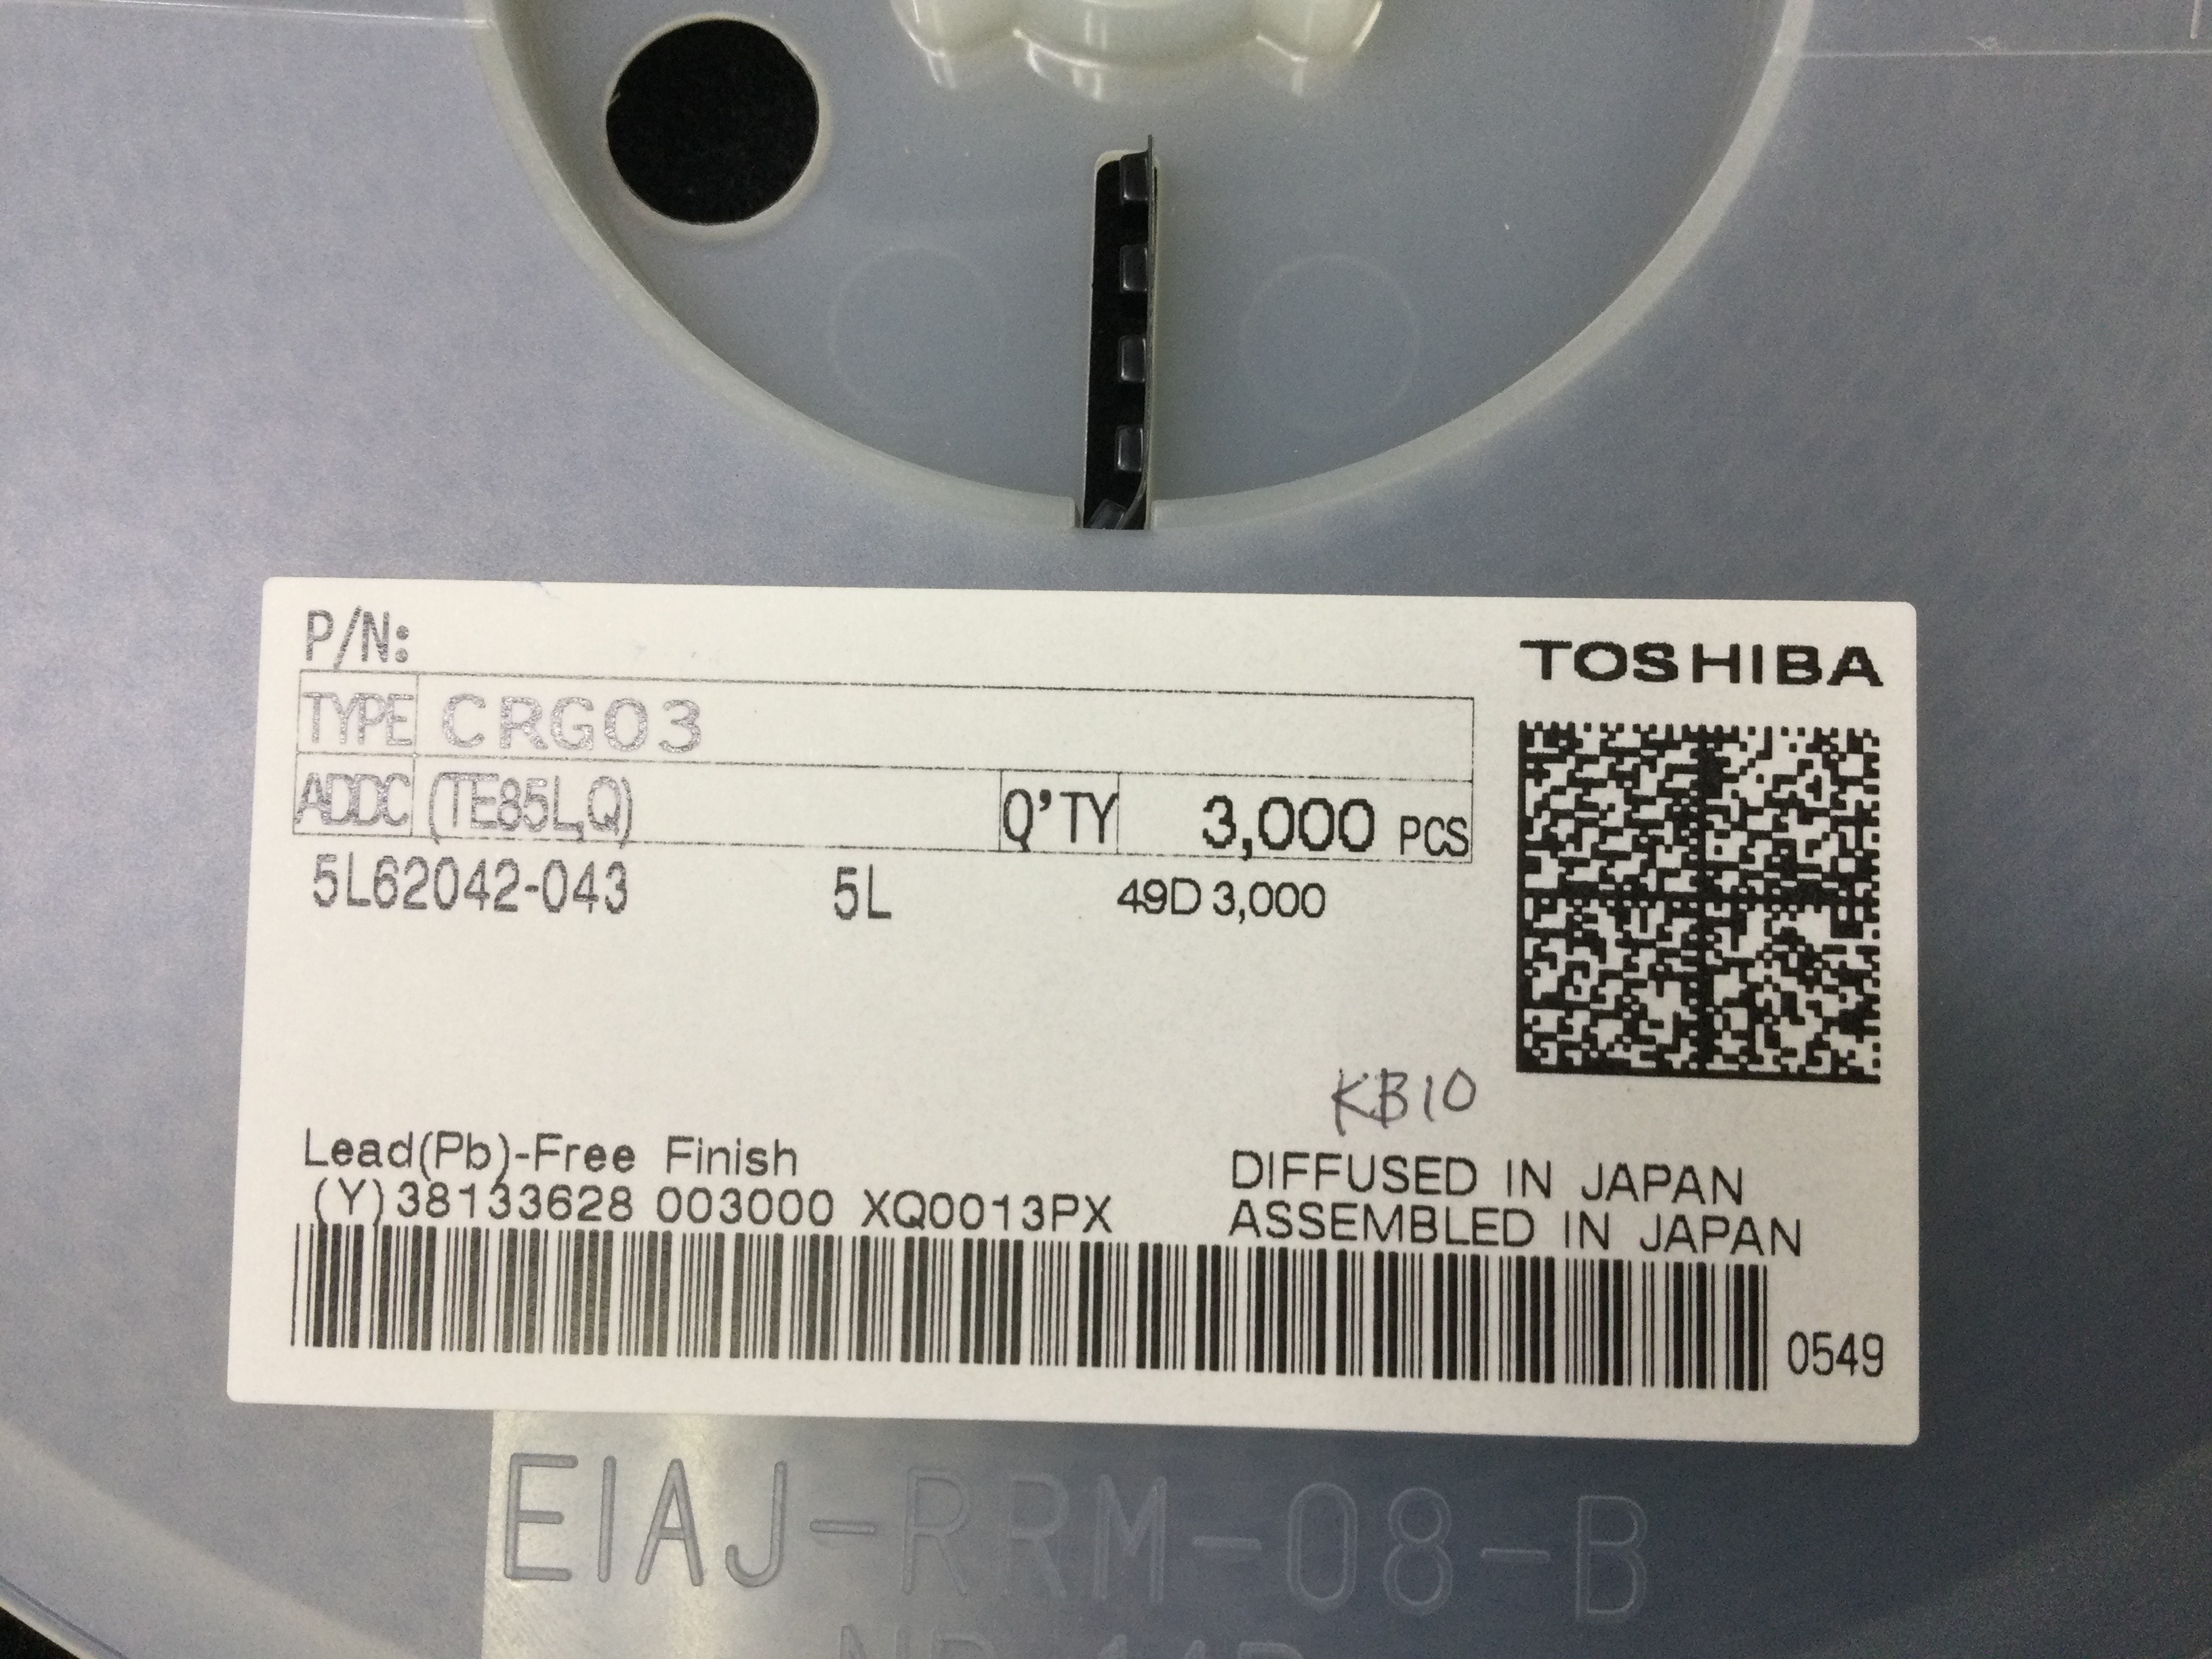 P/N:
TOSHIBA
TYPE CRG03
ADDC (TE85L,Q) Q'TY 3,000 PCS
5L62042-043 5L 49D 3,000
KB10
Lead(Pb)-Free Finish
DIFFUSED IN JAPAN
(Y)38133628 003000 XQ0013PX
ASSEMBLED IN JAPAN
0549
EIAJ-RRM-08-B